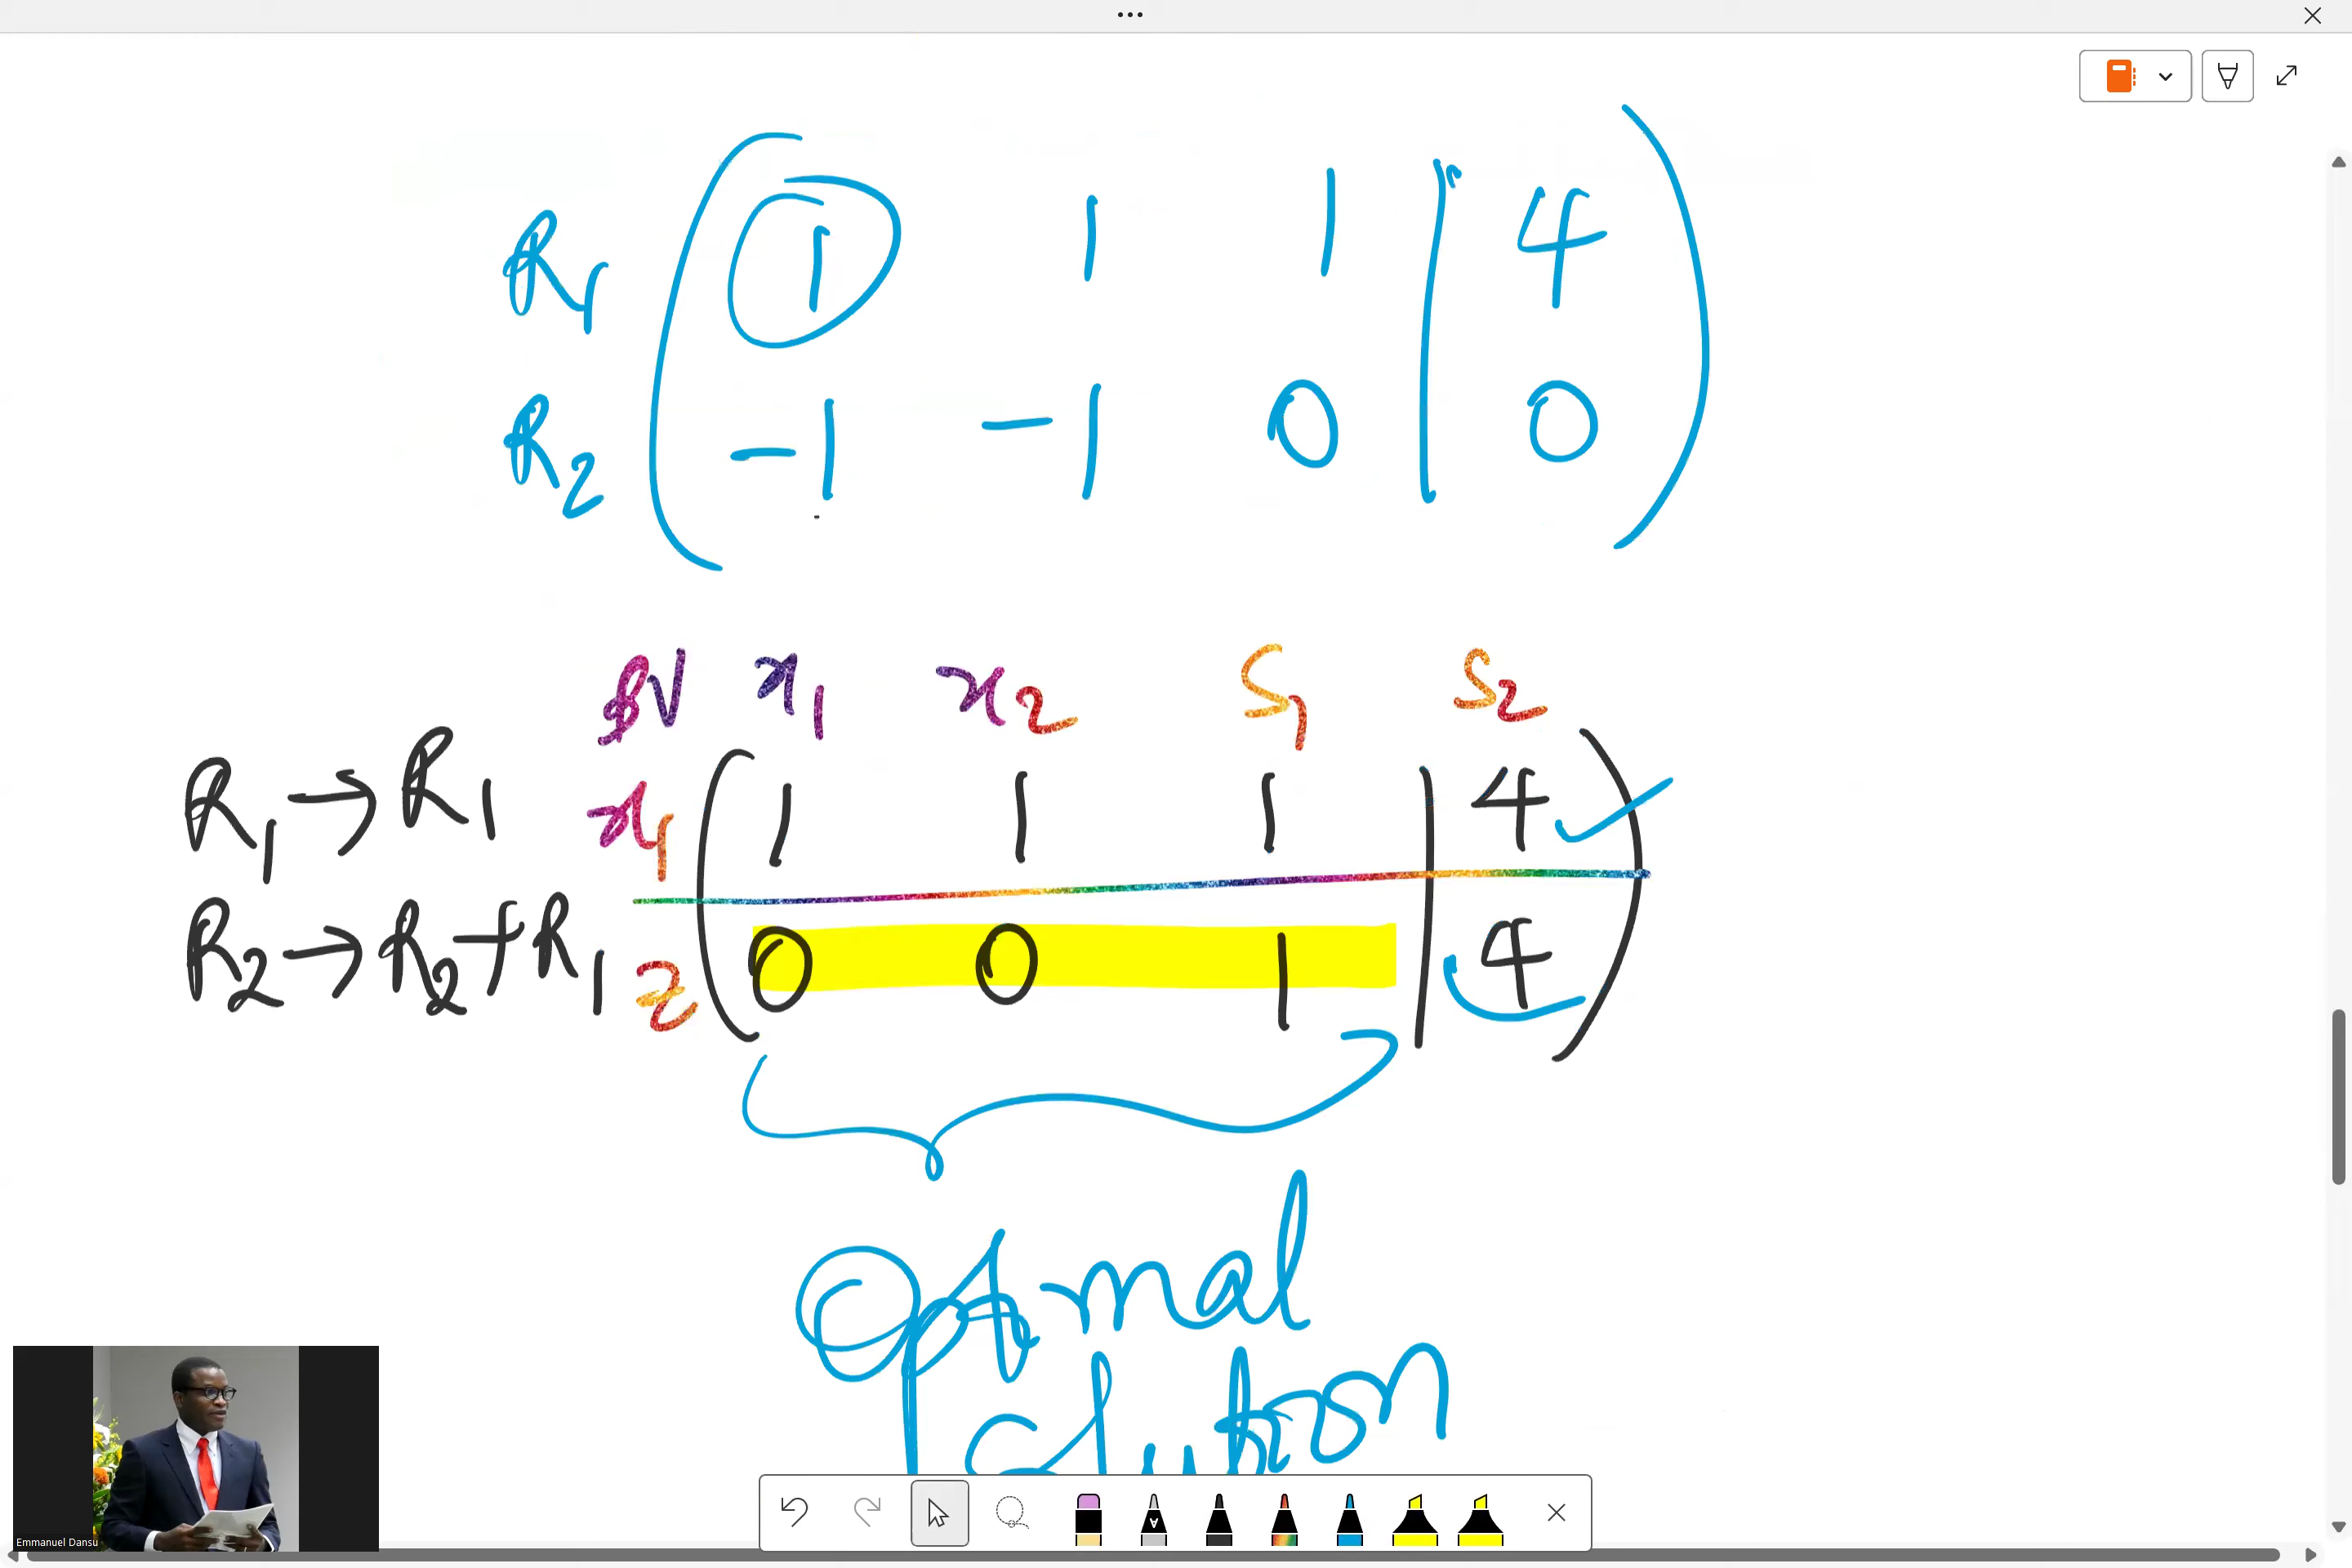 R1 1 1 1 | 4
R2 -1 -1 0 | 0
BV x1 x2 S1 S2
R1 → R1 x1 1 1 1 | 4
R2 → R2 + R1 z 0 0 1 | 4
Optimal
Solution
Emmanuel Dansu